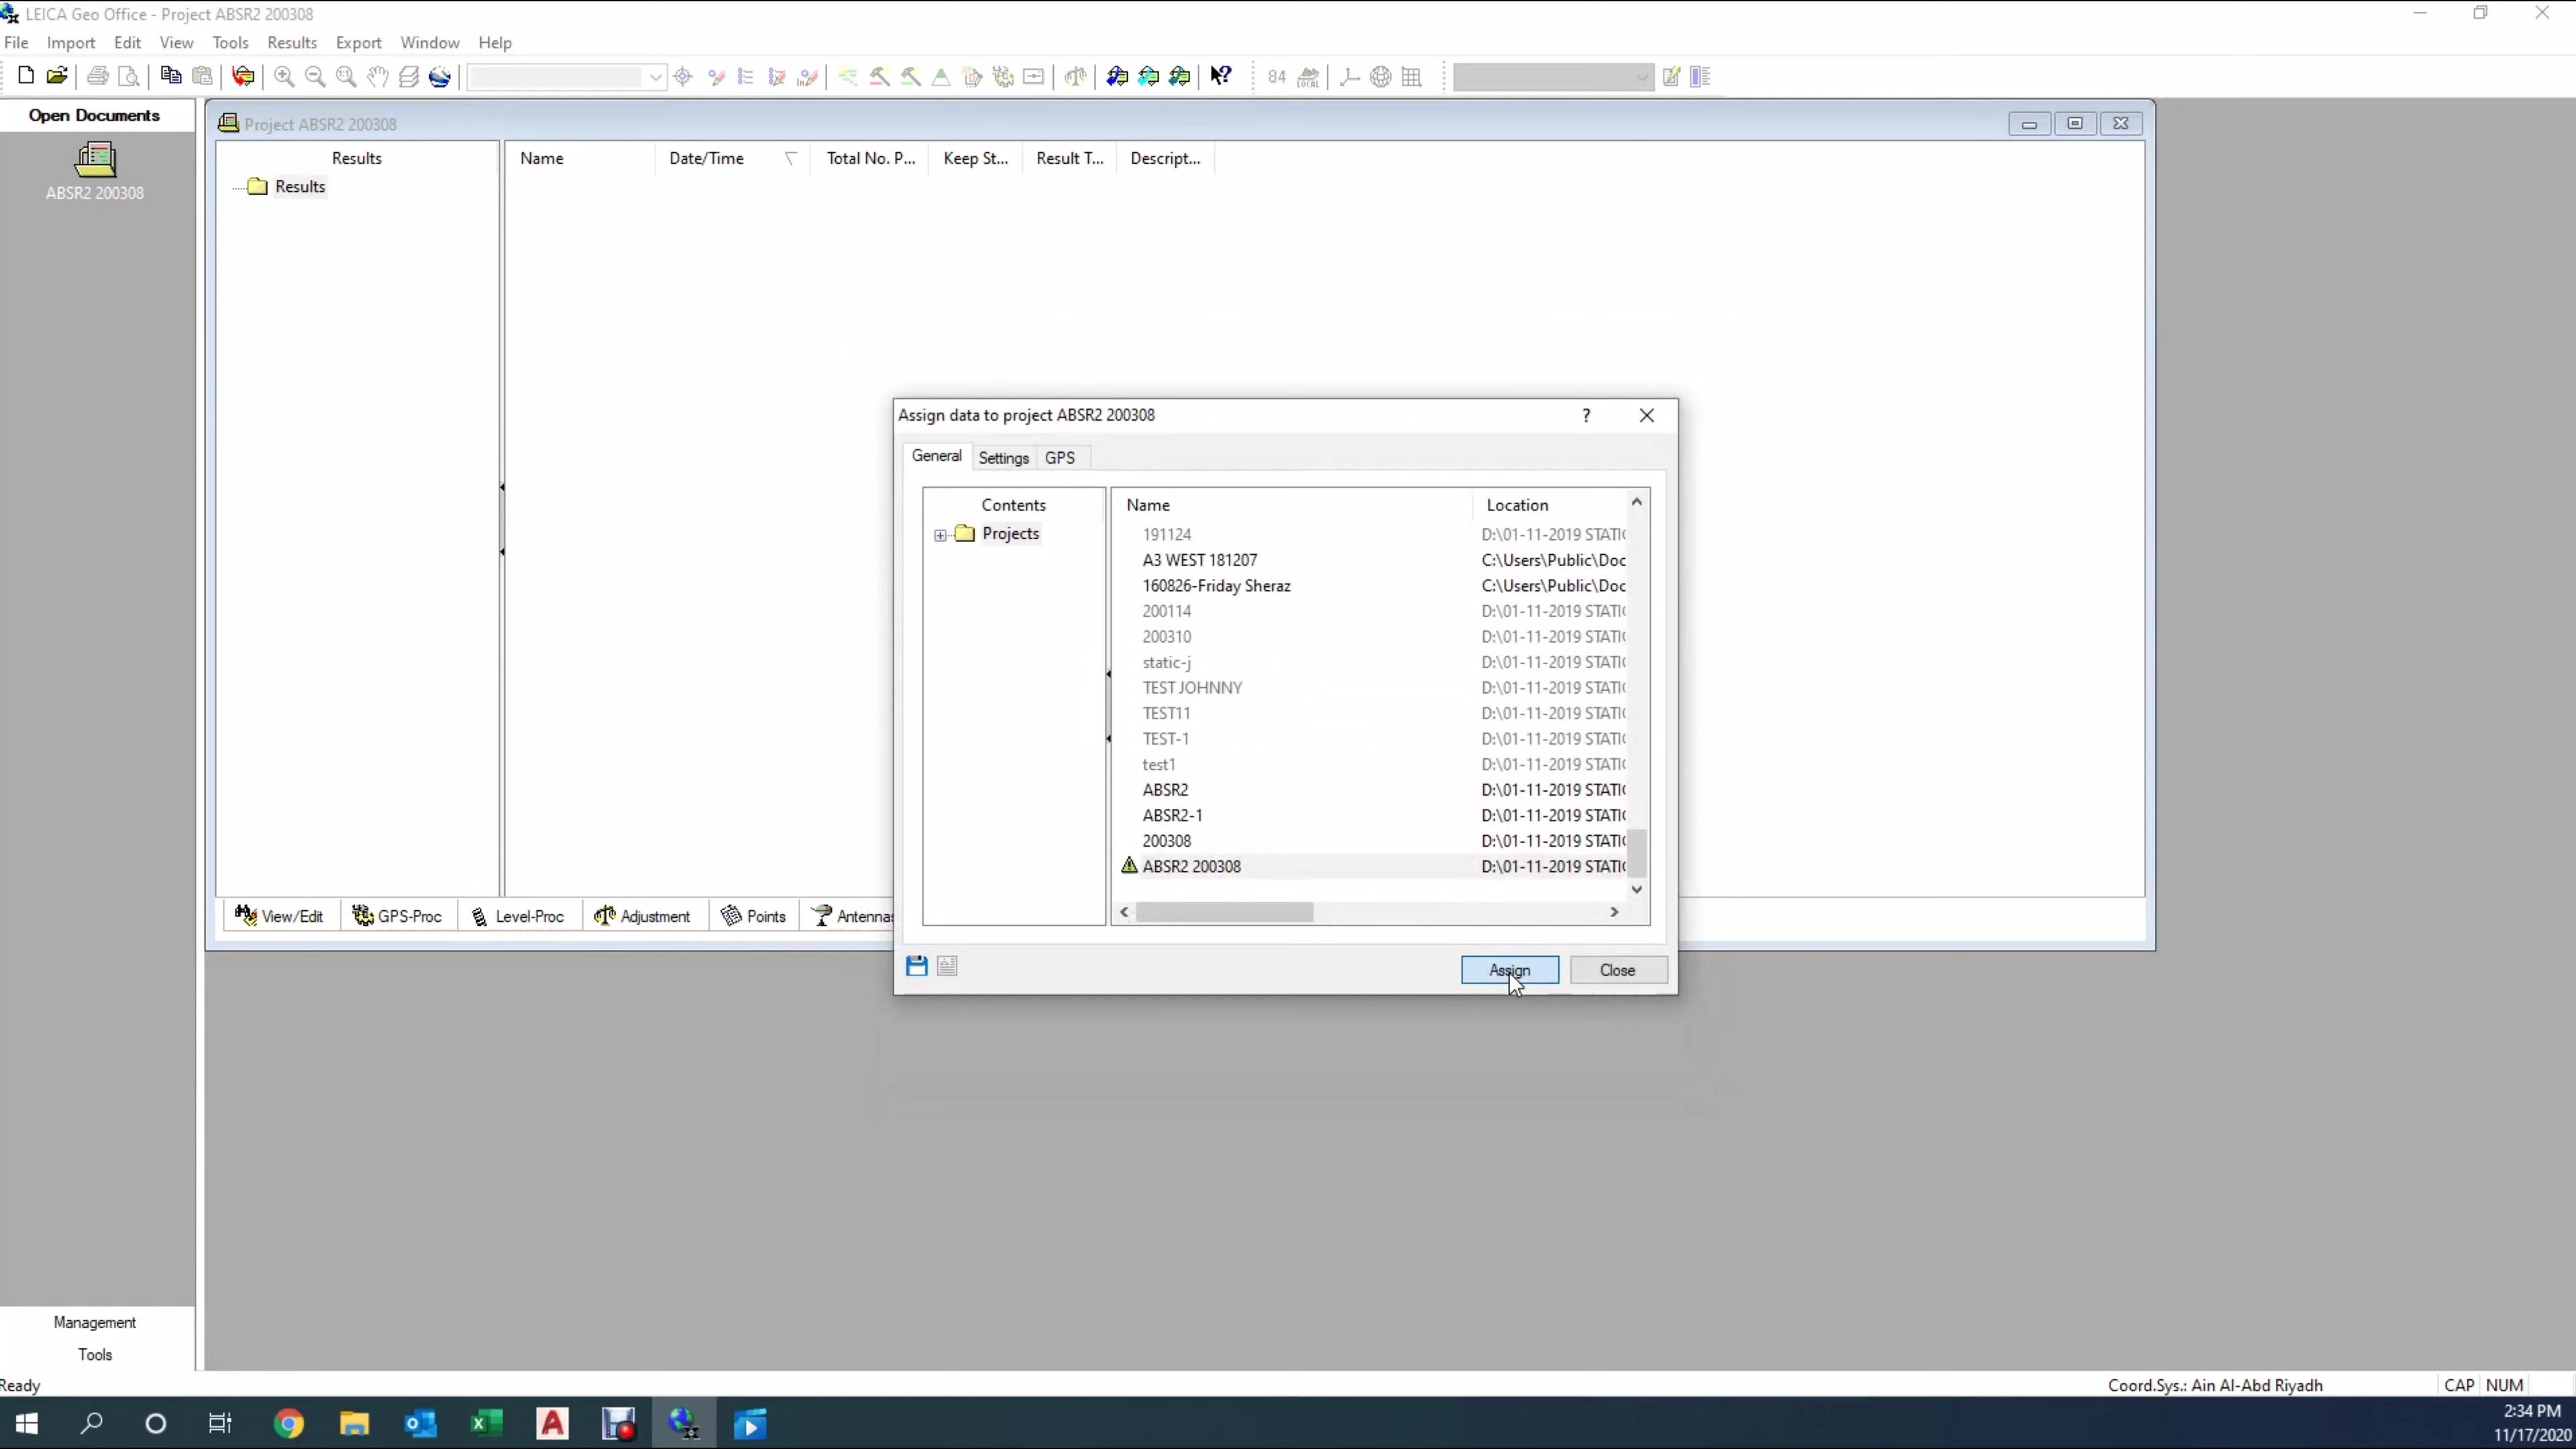 LEICA Geo Office - Project ABSR2 200308
File Import Edit View Tools Results Export Window Help
84 LOCAL
Open Documents
ABSR2 200308
Project ABSR2 200308
Results Name Date/Time Total No. P... Keep St... Result T... Descript...
Results
Assign data to project ABSR2 200308 ?
General Settings GPS
Contents Name Location
Projects
191124 D:\01-11-2019 STATI
A3 WEST 181207 C:\Users\Public\Doc
160826-Friday Sheraz C:\Users\Public\Doc
200114 D:\01-11-2019 STATI
200310 D:\01-11-2019 STATI
static-j D:\01-11-2019 STATI
TEST JOHNNY D:\01-11-2019 STATI
TEST11 D:\01-11-2019 STATI
TEST-1 D:\01-11-2019 STATI
test1 D:\01-11-2019 STATI
ABSR2 D:\01-11-2019 STATI
ABSR2-1 D:\01-11-2019 STATI
200308 D:\01-11-2019 STATI
ABSR2 200308 D:\01-11-2019 STATI
View/Edit GPS-Proc Level-Proc Adjustment Points Antennas
Assign Close
Management
Tools
Ready Coord.Sys.: Ain Al-Abd Riyadh CAP NUM
2:34 PM
11/17/2020